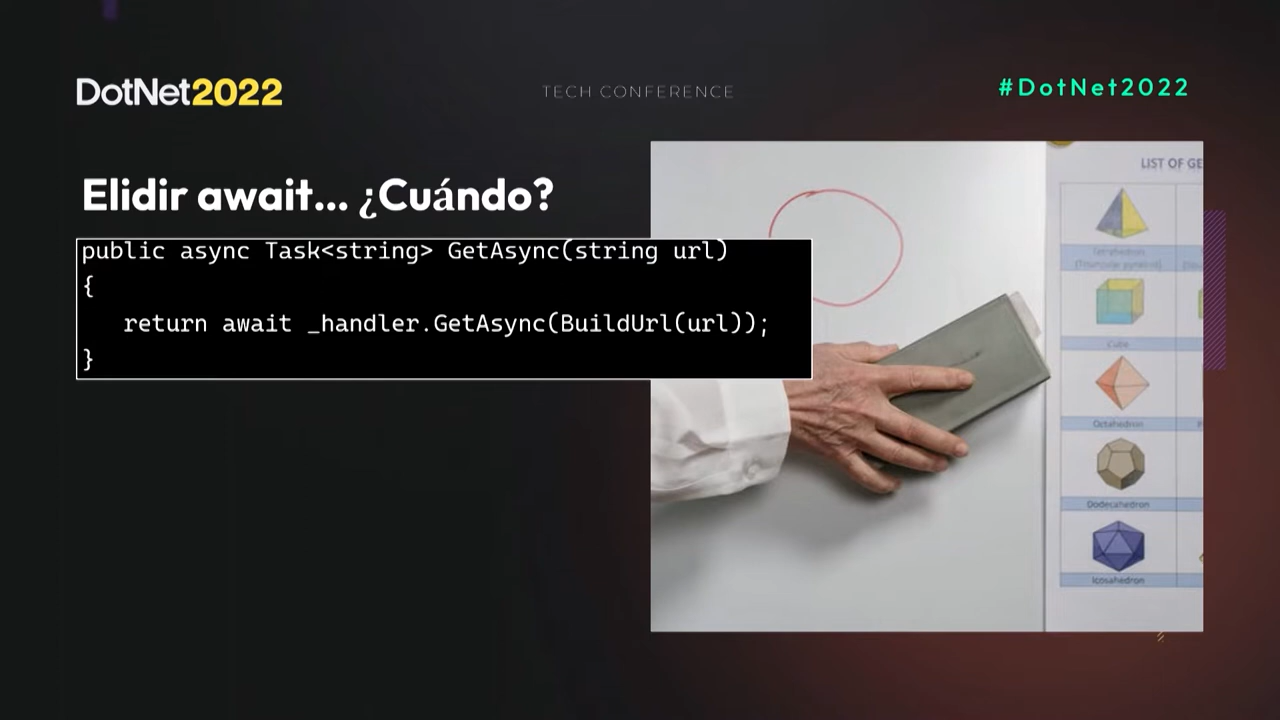 DotNet2022
TECH CONFERENCE
#DotNet2022
Elidir await... ¿Cuándo?
public async Task<string> GetAsync(string url)
{
return await _handler.GetAsync(BuildUrl(url));
}
LIST OF GE
Cube
Octahedron
Dodecahedron
Icosahedron